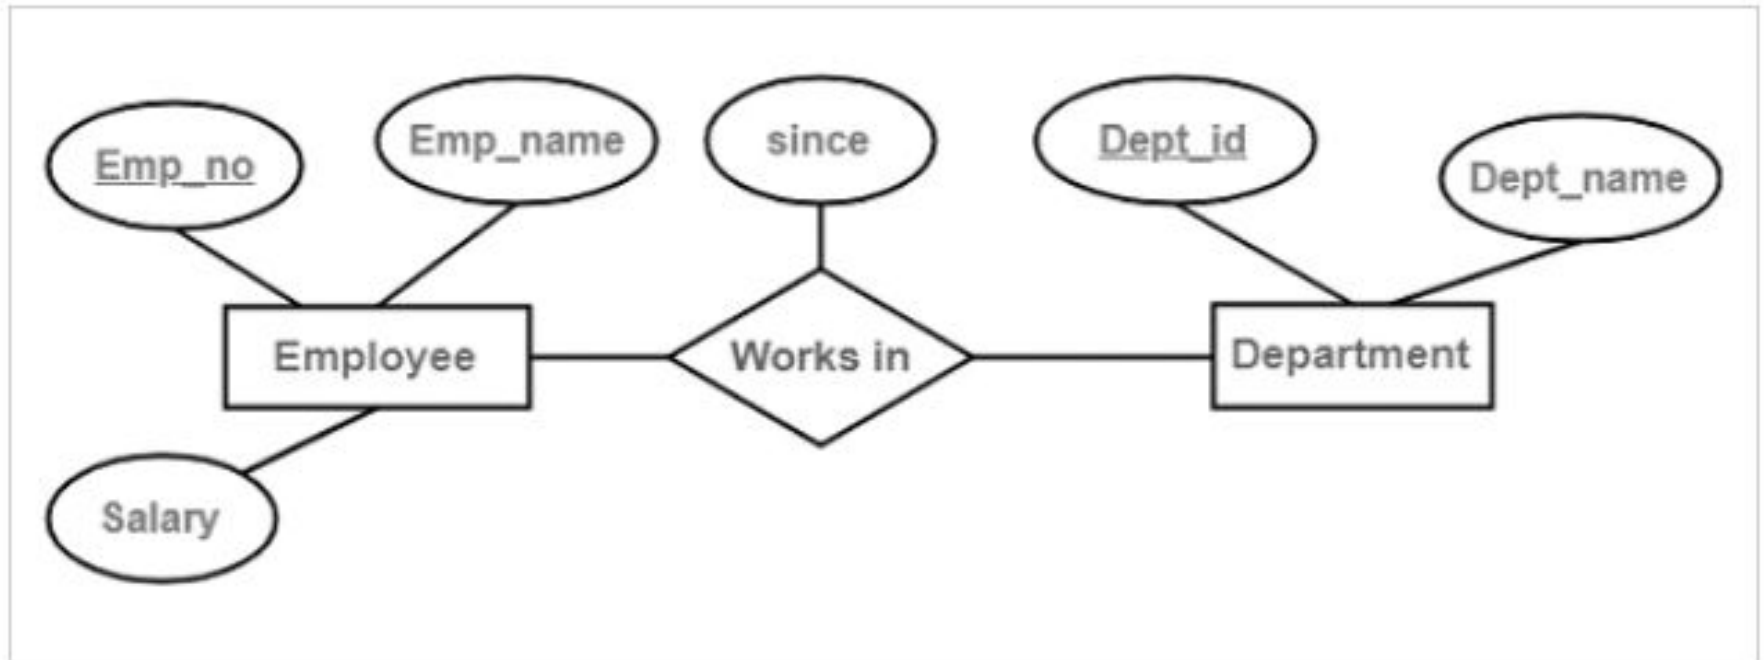 Emp_no
Emp_name
since
Dept_id
Dept_name
Employee
Works in
Department
Salary